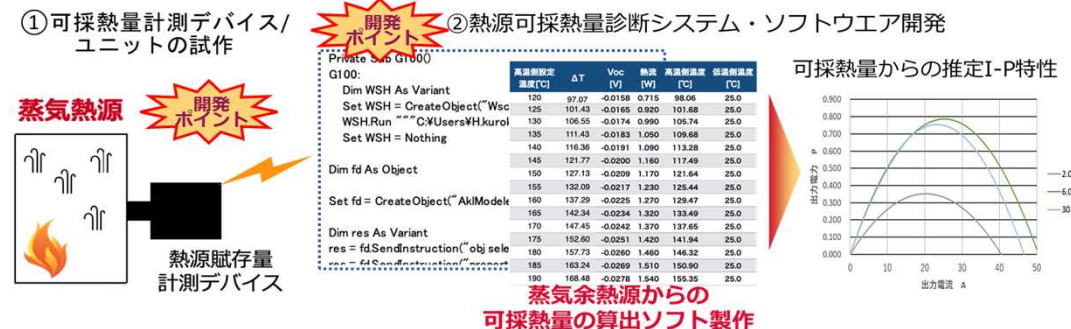 ①可採熱量計測デバイス/
ユニットの試作
開発
ポイント
②熱源可採熱量診断システム・ソフトウエア開発
蒸気熱源
開発
ポイント
熱源賦存量
計測デバイス
Private Sub G100()
G100:
Dim WSH As Variant
Set WSH = CreateObject("Wsc
WSH.Run """C:¥Users¥H.kurok
Set WSH = Nothing
Dim fd As Object
Set fd = CreateObject("AkIModele
Dim res As Variant
res = fd.SendInstruction("obj sele
res = fd.SendInstruction("propert
高温側設定温度[℃] ΔT Voc [V] 熱流 [W] 高温側温度 [℃] 低温側温度 [℃]
120 97.07 -0.0158 0.715 98.06 25.0
125 101.43 -0.0165 0.920 101.68 25.0
130 106.55 -0.0174 0.990 105.74 25.0
135 111.43 -0.0183 1.050 109.68 25.0
140 116.36 -0.0191 1.090 113.28 25.0
145 121.77 -0.0200 1.160 117.49 25.0
150 127.13 -0.0209 1.170 121.64 25.0
155 132.09 -0.0217 1.230 125.44 25.0
160 137.29 -0.0225 1.270 129.47 25.0
165 142.34 -0.0234 1.320 133.49 25.0
170 147.45 -0.0242 1.370 137.65 25.0
175 152.60 -0.0251 1.420 141.94 25.0
180 157.73 -0.0260 1.460 146.32 25.0
185 163.24 -0.0269 1.510 150.90 25.0
190 168.48 -0.0278 1.540 155.35 25.0
蒸気余熱源からの
可採熱量の算出ソフト製作
可採熱量からの推定I-P特性
出力電力 P
0.900
0.800
0.700
0.600
0.500
0.400
0.300
0.200
0.100
0.000
0 10 20 30 40 50
出力電流 A
2.0
6.0
30.